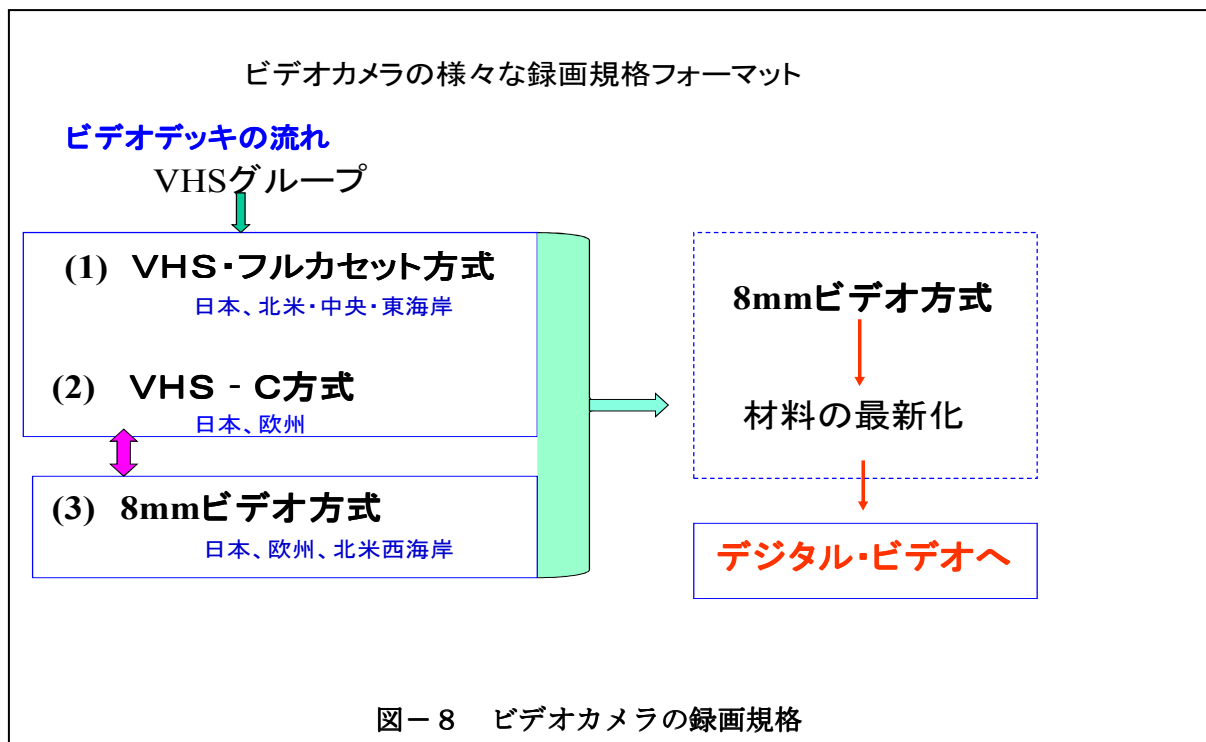 ビデオカメラの様々な録画規格フォーマット
ビデオデッキの流れ
VHSグループ
(1) VHS・フルカセット方式
日本、北米・中央・東海岸
(2) VHS‐C方式
日本、欧州
(3) 8mmビデオ方式
日本、欧州、北米西海岸
8mmビデオ方式
材料の最新化
デジタル・ビデオへ
図－８ ビデオカメラの録画規格